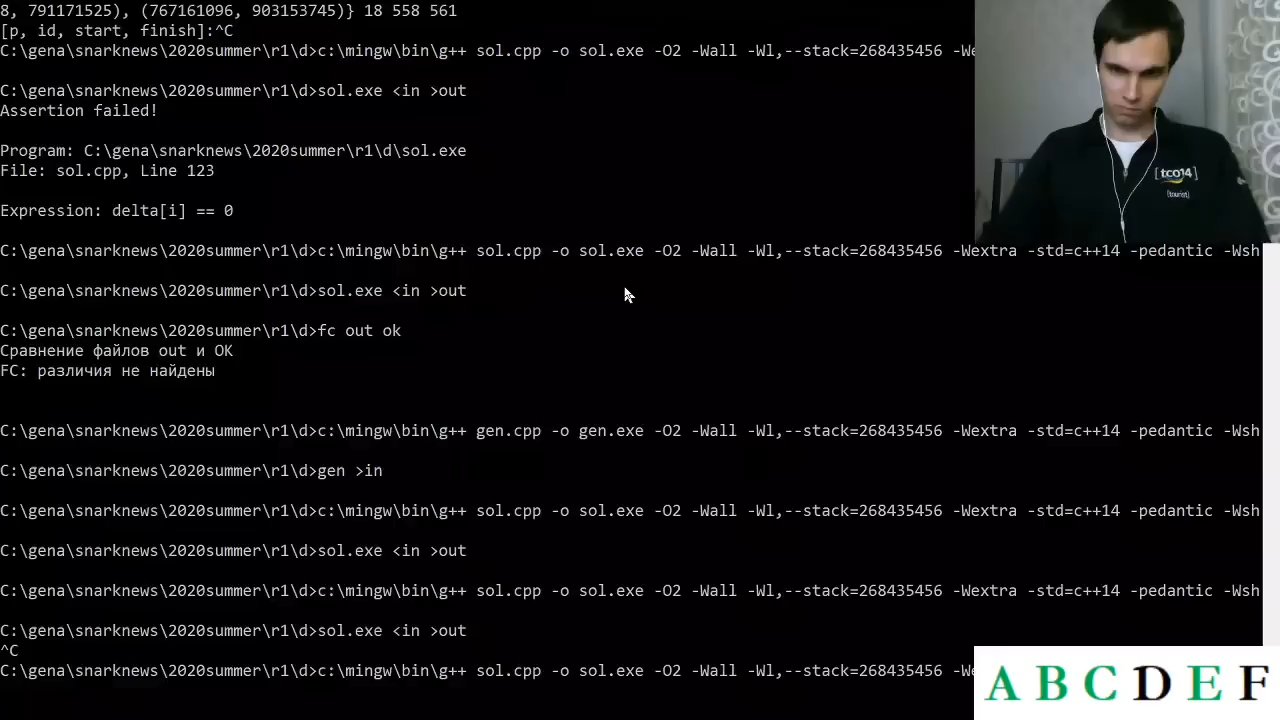 8, 791171525), (767161096, 903153745)} 18 558 561
[p, id, start, finish]:^C
C:\gena\snarknews\2020summer\r1\d>c:\mingw\bin\g++ sol.cpp -o sol.exe -O2 -Wall -Wl,--stack=268435456 -We
C:\gena\snarknews\2020summer\r1\d>sol.exe <in >out
Assertion failed!
Program: C:\gena\snarknews\2020summer\r1\d\sol.exe
File: sol.cpp, Line 123
Expression: delta[i] == 0
C:\gena\snarknews\2020summer\r1\d>c:\mingw\bin\g++ sol.cpp -o sol.exe -O2 -Wall -Wl,--stack=268435456 -Wextra -std=c++14 -pedantic -Wsh
C:\gena\snarknews\2020summer\r1\d>sol.exe <in >out
C:\gena\snarknews\2020summer\r1\d>fc out ok
Сравнение файлов out и OK
FC: различия не найдены
C:\gena\snarknews\2020summer\r1\d>c:\mingw\bin\g++ gen.cpp -o gen.exe -O2 -Wall -Wl,--stack=268435456 -Wextra -std=c++14 -pedantic -Wsh
C:\gena\snarknews\2020summer\r1\d>gen >in
C:\gena\snarknews\2020summer\r1\d>c:\mingw\bin\g++ sol.cpp -o sol.exe -O2 -Wall -Wl,--stack=268435456 -Wextra -std=c++14 -pedantic -Wsh
C:\gena\snarknews\2020summer\r1\d>sol.exe <in >out
C:\gena\snarknews\2020summer\r1\d>c:\mingw\bin\g++ sol.cpp -o sol.exe -O2 -Wall -Wl,--stack=268435456 -Wextra -std=c++14 -pedantic -Wsh
C:\gena\snarknews\2020summer\r1\d>sol.exe <in >out
^C
C:\gena\snarknews\2020summer\r1\d>c:\mingw\bin\g++ sol.cpp -o sol.exe -O2 -Wall -Wl,--stack=268435456 -We
[tco14]
[tourist]
A B C D E F